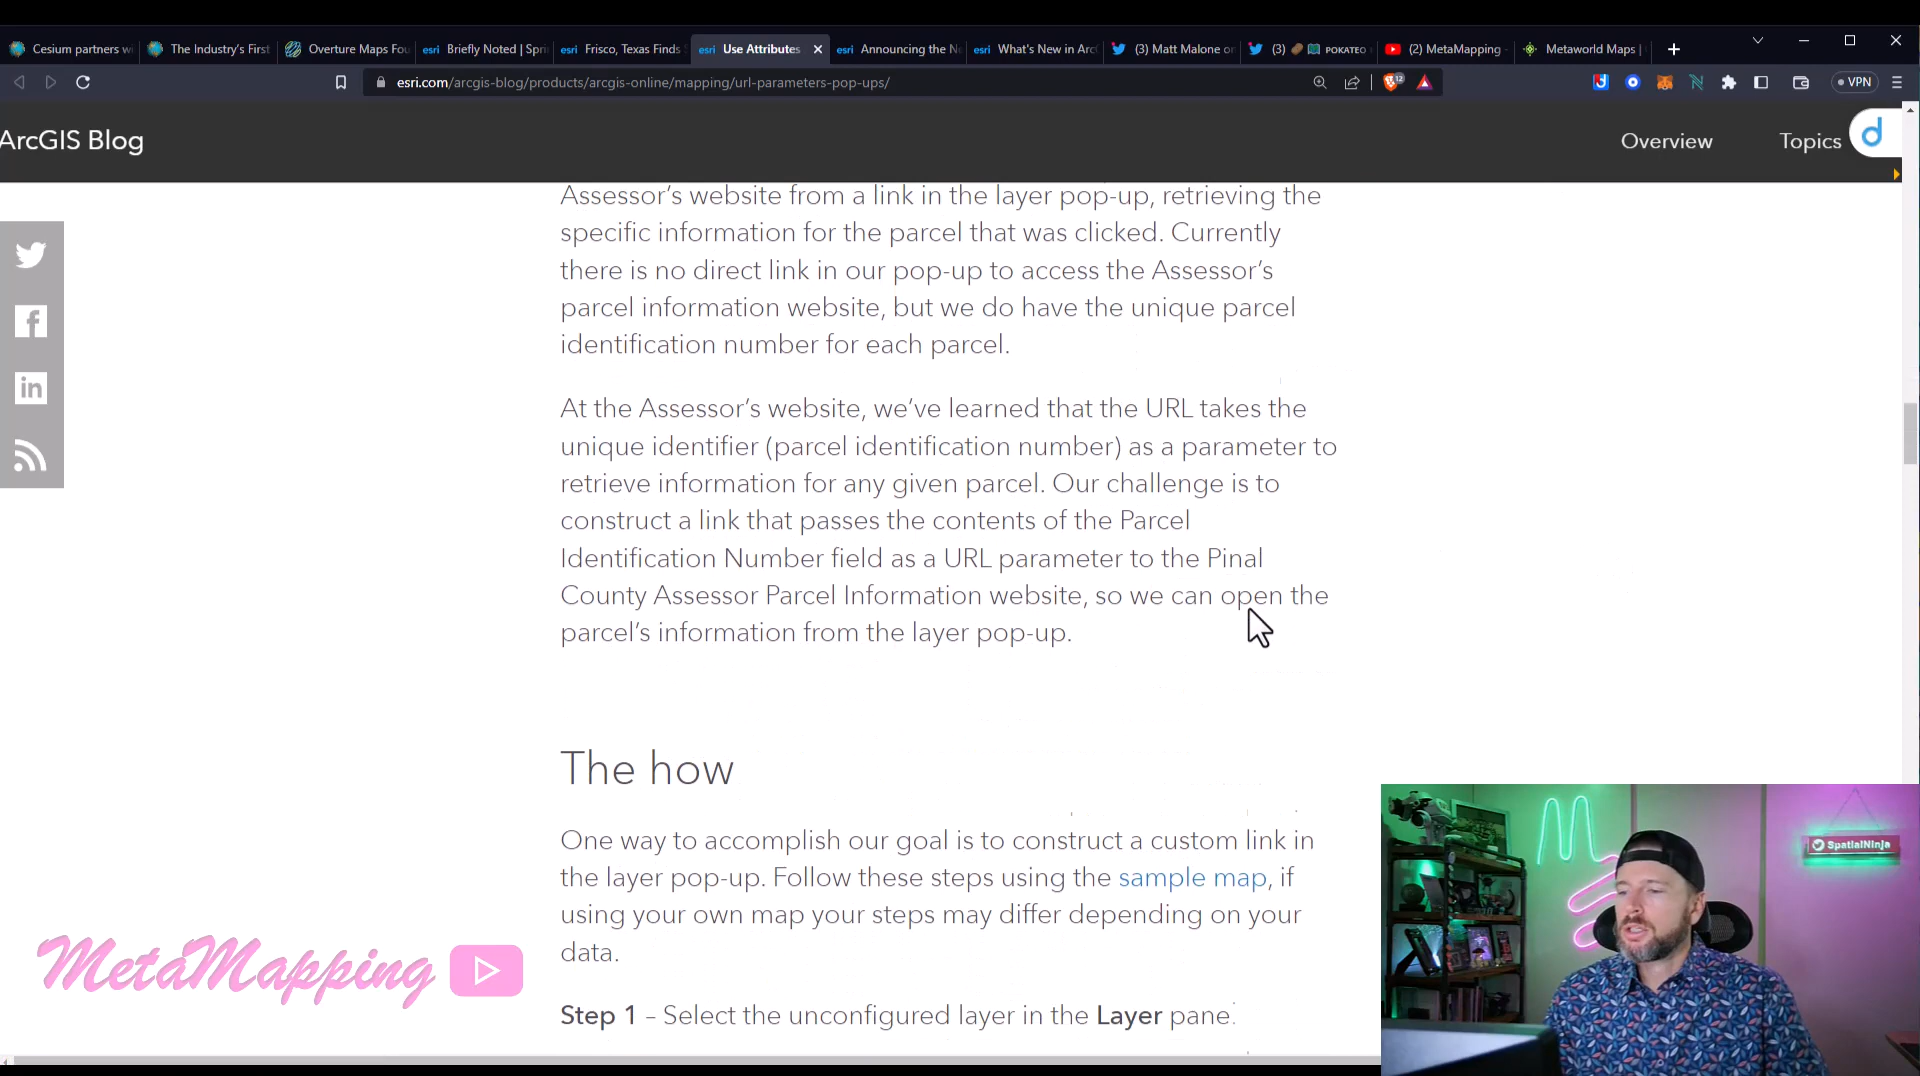 Cesium partners w
The Industry's First
Overture Maps Fou
esri Briefly Noted | Spri
esri Frisco, Texas Finds
esri Use Attributes
esri Announcing the N
esri What's New in Arc
(3) Matt Malone on
(3) POKATEO
(2) MetaMapping -
Metaworld Maps |
esri.com/arcgis-blog/products/arcgis-online/mapping/url-parameters-pop-ups/
12
VPN
ArcGIS Blog
Overview
Topics
d
Assessor's website from a link in the layer pop-up, retrieving the
specific information for the parcel that was clicked. Currently
there is no direct link in our pop-up to access the Assessor's
parcel information website, but we do have the unique parcel
identification number for each parcel.
At the Assessor's website, we've learned that the URL takes the
unique identifier (parcel identification number) as a parameter to
retrieve information for any given parcel. Our challenge is to
construct a link that passes the contents of the Parcel
Identification Number field as a URL parameter to the Pinal
County Assessor Parcel Information website, so we can open the
parcel's information from the layer pop-up.
The how
One way to accomplish our goal is to construct a custom link in
the layer pop-up. Follow these steps using the sample map, if
using your own map your steps may differ depending on your
data.
Step 1 – Select the unconfigured layer in the Layer pane.
MetaMapping
SpatialNinja